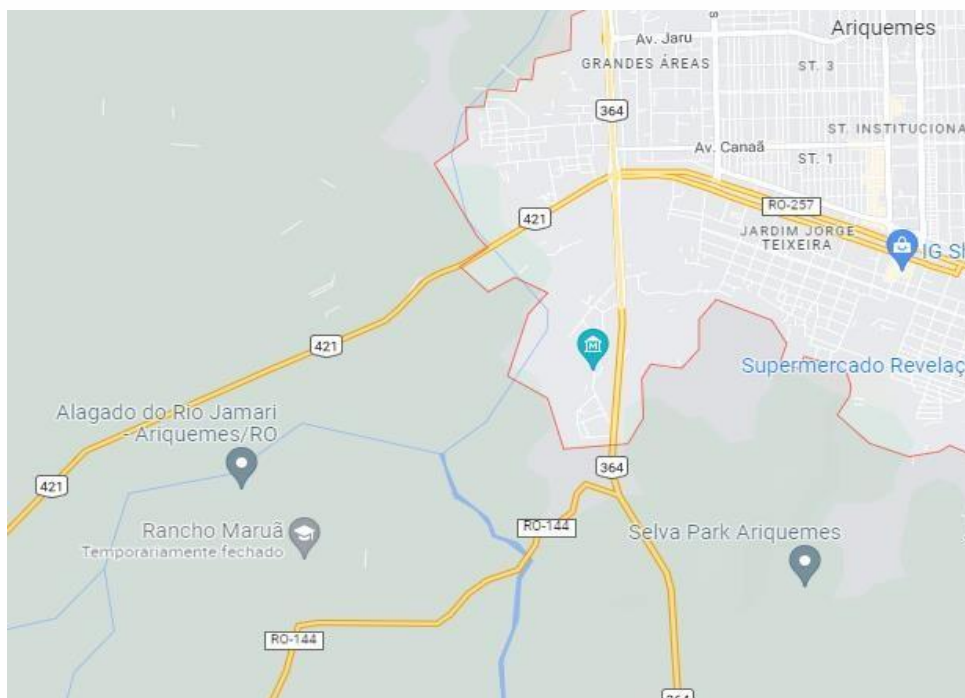 Ariquemes
Av. Jaru
GRANDES ÁREAS
ST. 3
364
ST. INSTITUCIONA
Av. Canaã
ST. 1
RO-257
421
JARDIM JORGE
TEIXEIRA
IG Sh
421
Supermercado Revelaç
Alagado do Rio Jamari
- Ariquemes/RO
364
421
RO-144
Rancho Maruã
Temporariamente fechado
Selva Park Ariquemes
RO-144
364